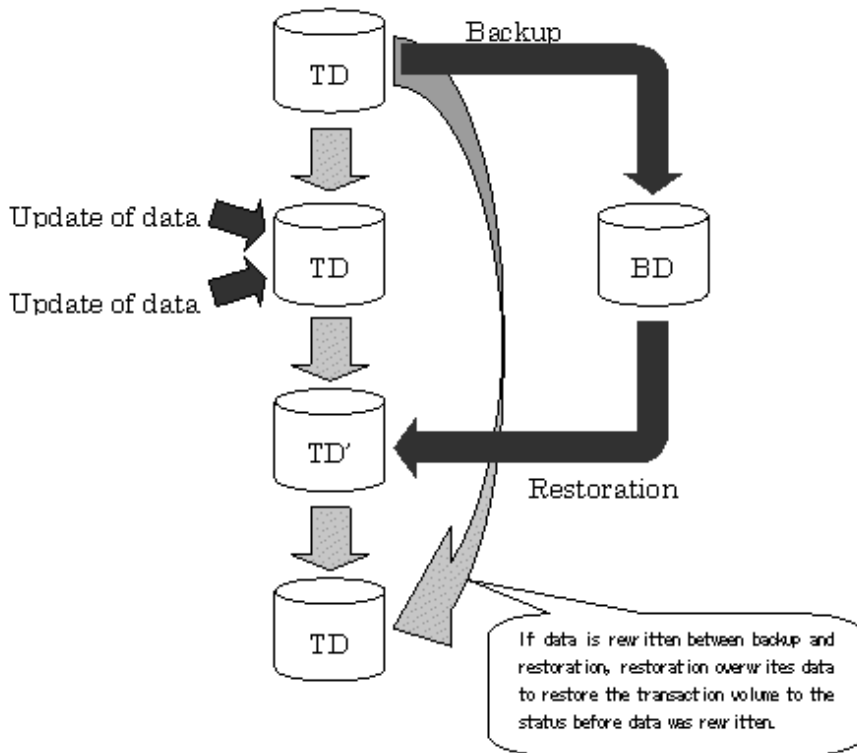 Backup
TD
Update of data
TD
BD
Update of data
TD'
Restoration
TD
If data is rewritten between backup and
restoration, restoration overwrites data
to restore the transaction volume to the
status before data was rewritten.